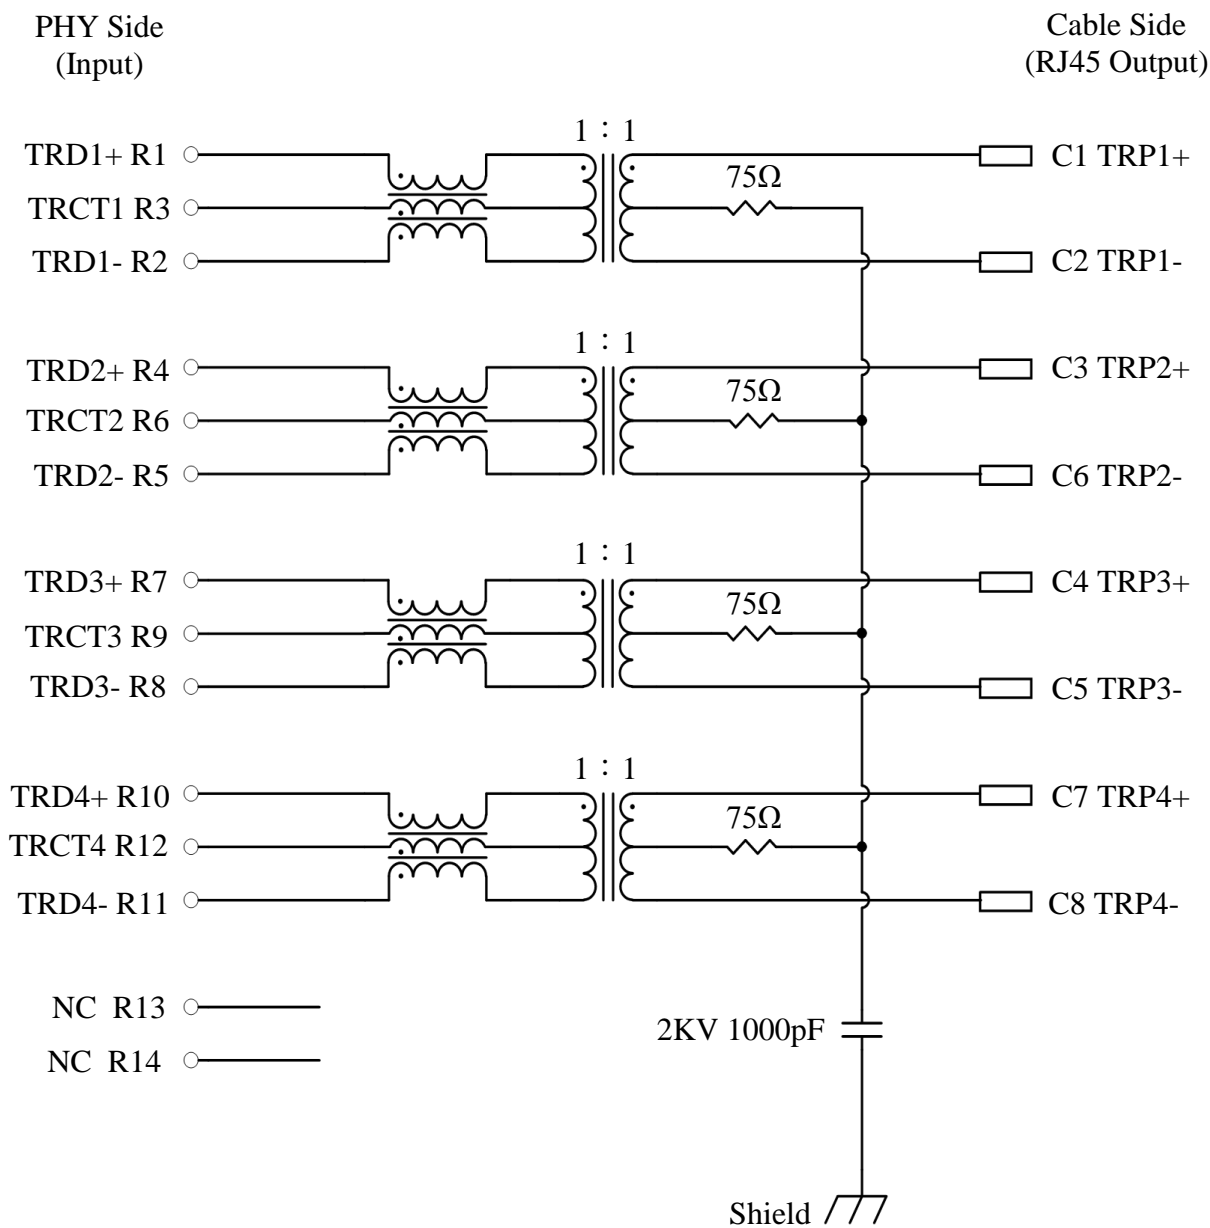 PHY Side
(Input)
Cable Side
(RJ45 Output)
1 : 1
TRD1+ R1
C1 TRP1+
75Ω
TRCT1 R3
TRD1- R2
C2 TRP1-
1 : 1
TRD2+ R4
C3 TRP2+
75Ω
TRCT2 R6
TRD2- R5
C6 TRP2-
1 : 1
TRD3+ R7
C4 TRP3+
75Ω
TRCT3 R9
TRD3- R8
C5 TRP3-
1 : 1
TRD4+ R10
C7 TRP4+
75Ω
TRCT4 R12
TRD4- R11
C8 TRP4-
NC R13
2KV 1000pF
NC R14
Shield